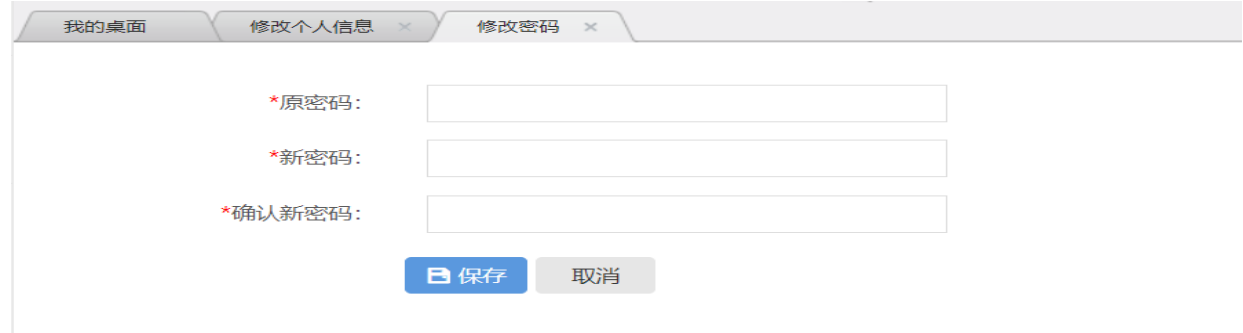 我的桌面 修改个人信息 × 修改密码 ×
*原密码:
*新密码:
*确认新密码:
保存 取消